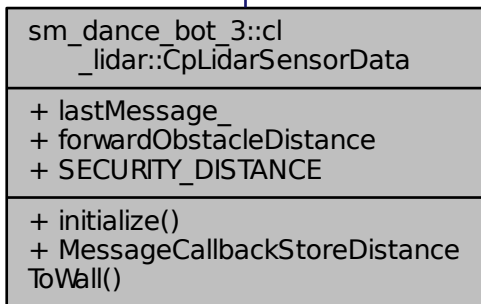 sm_dance_bot_3::cl
_lidar::CpLidarSensorData
+ lastMessage_
+ forwardObstacleDistance
+ SECURITY_DISTANCE
+ initialize()
+ MessageCallbackStoreDistance
ToWall()